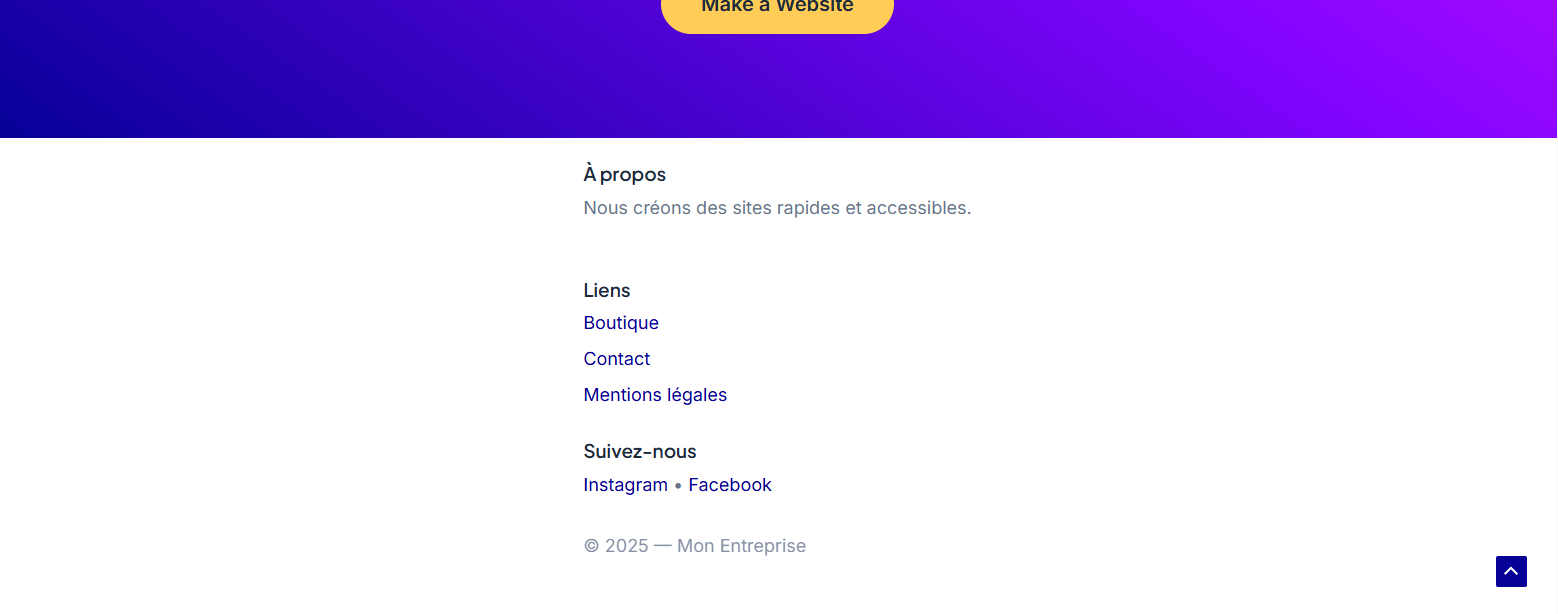 Make a Website
À propos
Nous créons des sites rapides et accessibles.
Liens
Boutique
Contact
Mentions légales
Suivez-nous
Instagram • Facebook
© 2025 — Mon Entreprise